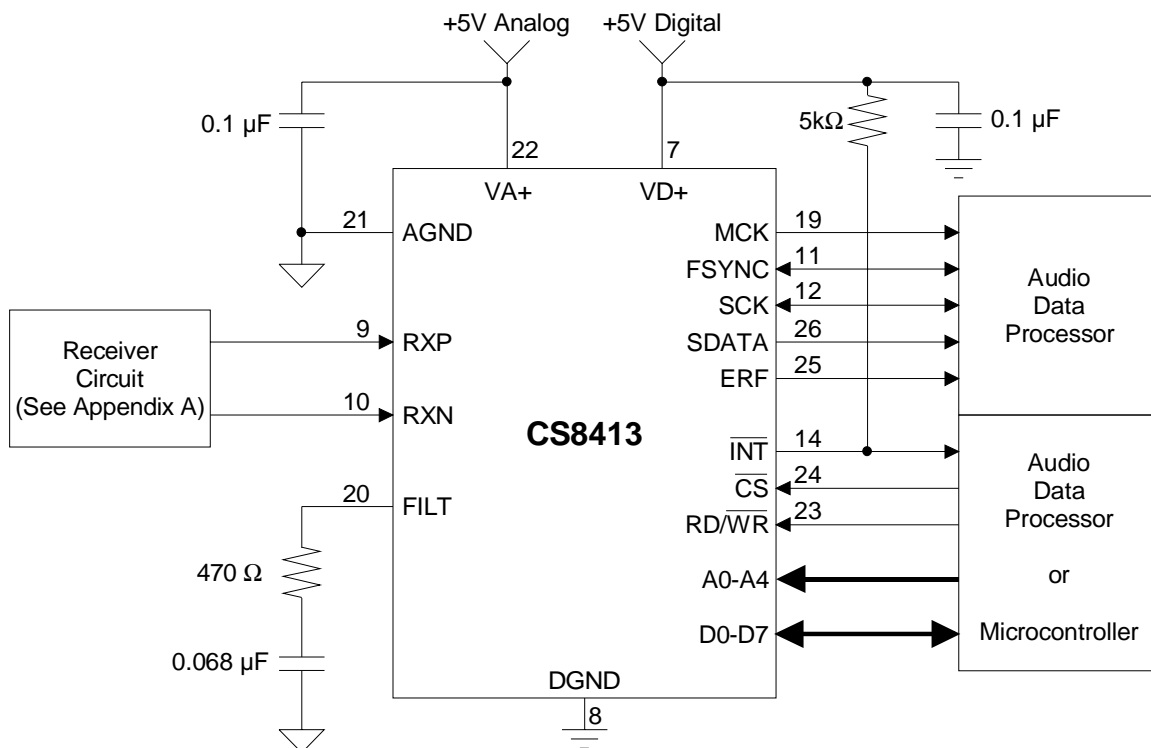 +5V Analog
+5V Digital
0.1 µF
5kΩ
0.1 µF
22
7
VA+
VD+
21
AGND
MCK
19
FSYNC
11
SCK
12
SDATA
26
ERF
25
Audio
Data
Processor
Receiver
Circuit
(See Appendix A)
9
RXP
10
RXN
CS8413
I̅N̅T̅
14
C̅S̅
24
RD/W̅R̅
23
A0-A4
D0-D7
Audio
Data
Processor
or
Microcontroller
20
FILT
470 Ω
0.068 µF
DGND
8